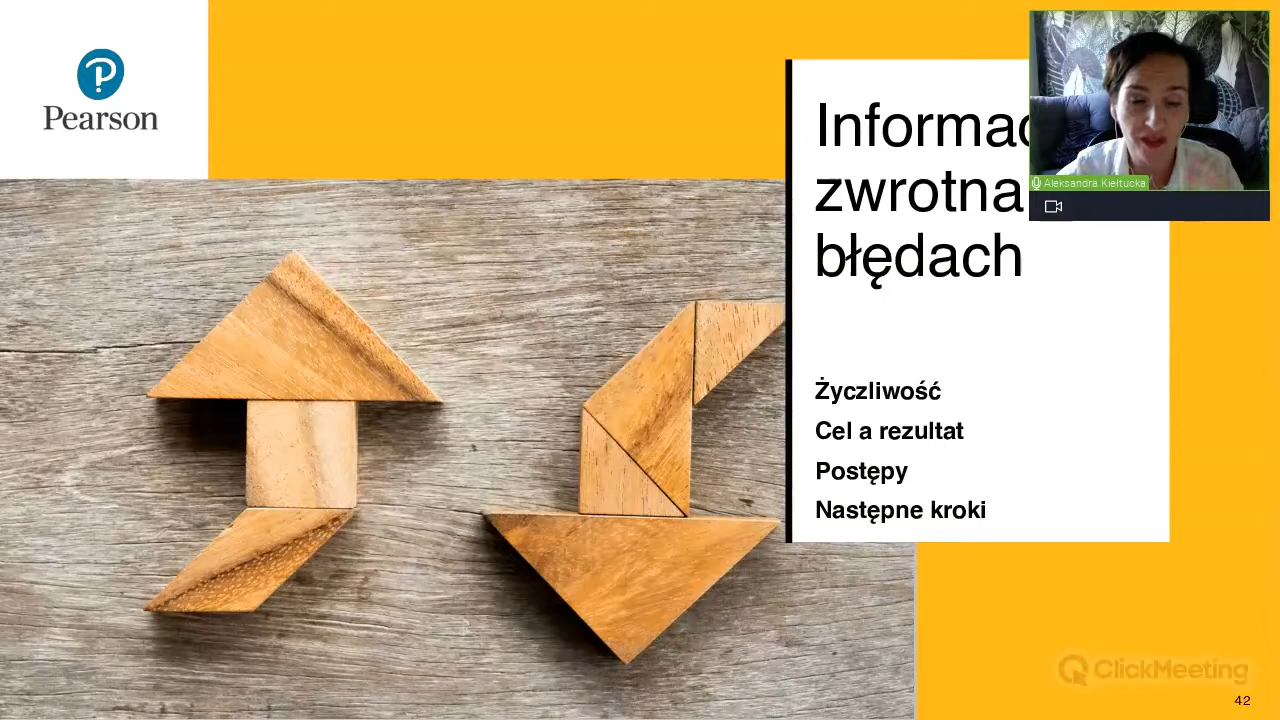 Pearson
Informac
zwrotna
błędach
Aleksandra Kiełtucka
Życzliwość
Cel a rezultat
Postępy
Następne kroki
ClickMeeting
42